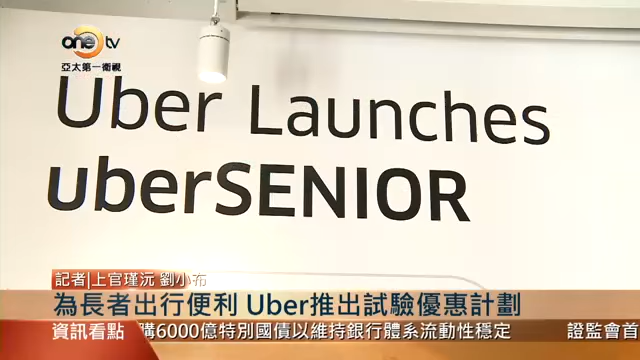 one tv
亞太第一衛視
Uber Launches
uberSENIOR
記者|上官瑾沅 劉小布
為長者出行便利 Uber推出試驗優惠計劃
資訊看點 購6000億特別國債以維持銀行體系流動性穩定 證監會首